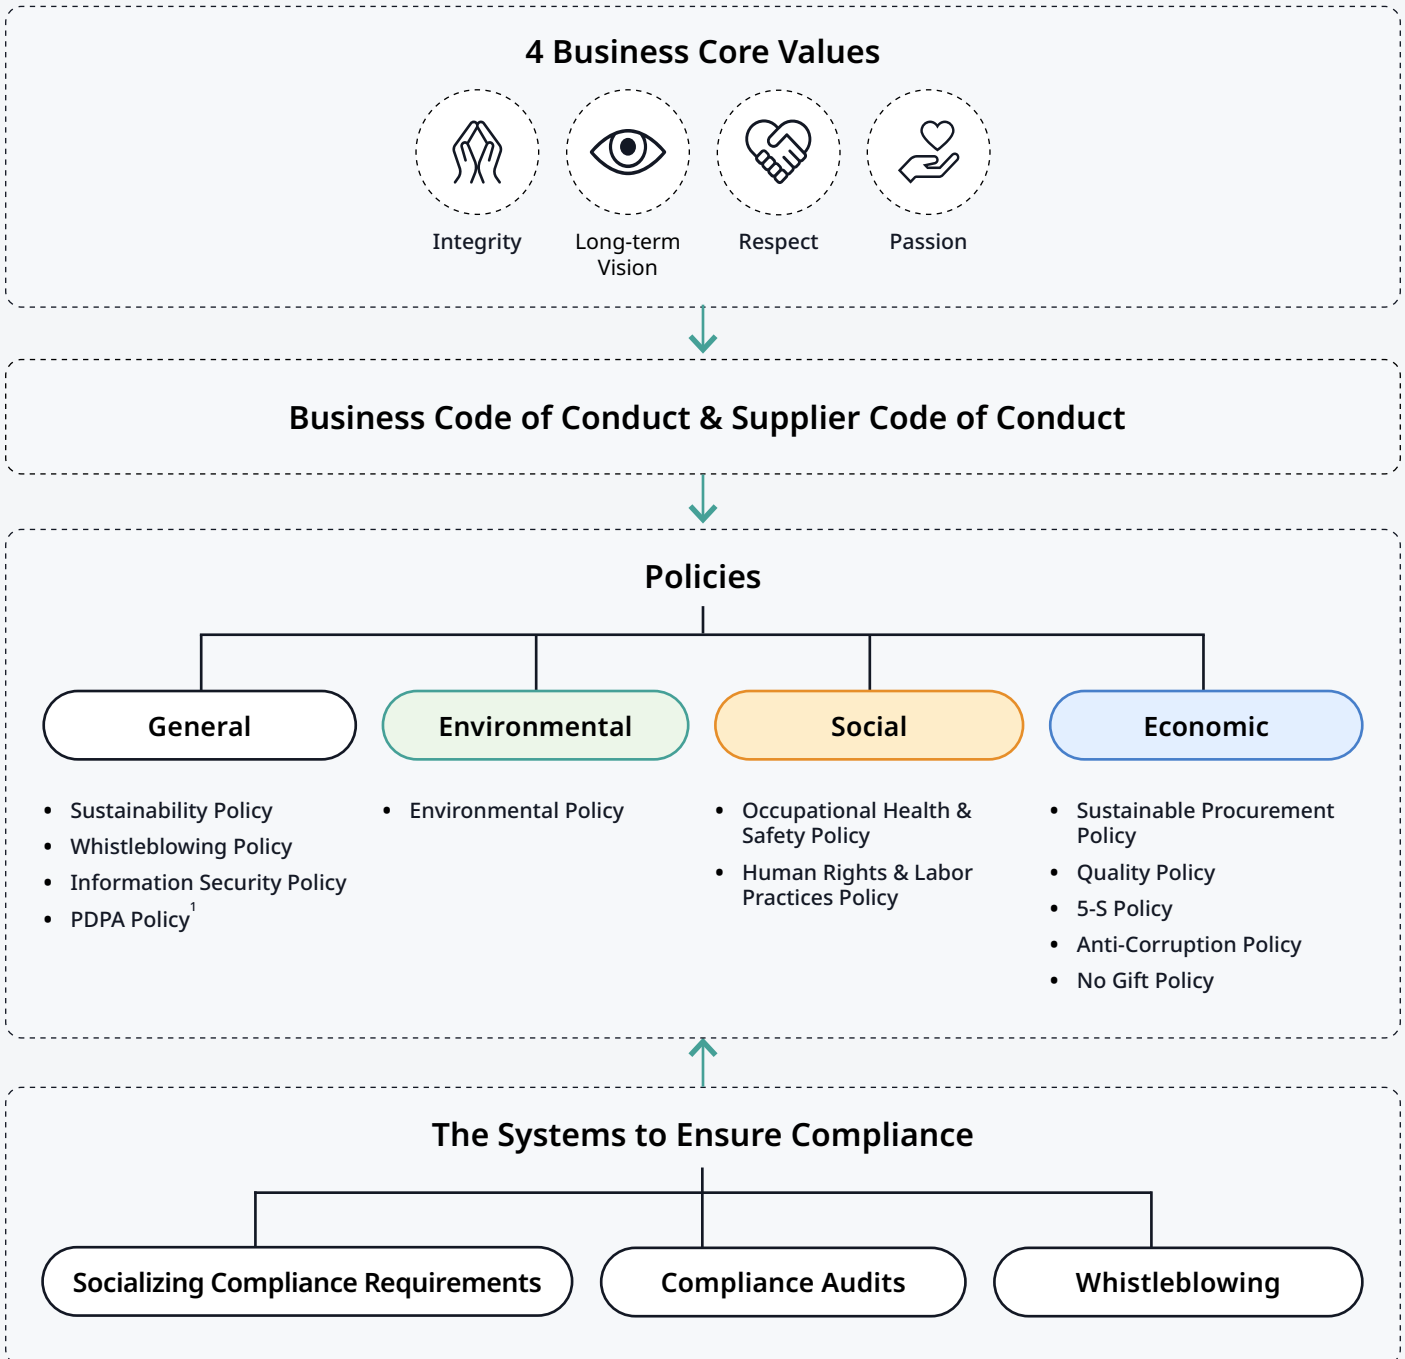 4 Business Core Values
Integrity
Long-term
Vision
Respect
Passion
Business Code of Conduct & Supplier Code of Conduct
Policies
General
Environmental
Social
Economic
• Sustainability Policy
• Whistleblowing Policy
• Information Security Policy
• PDPA Policy¹
• Environmental Policy
• Occupational Health &
Safety Policy
• Human Rights & Labor
Practices Policy
• Sustainable Procurement
Policy
• Quality Policy
• 5-S Policy
• Anti-Corruption Policy
• No Gift Policy
The Systems to Ensure Compliance
Socializing Compliance Requirements
Compliance Audits
Whistleblowing